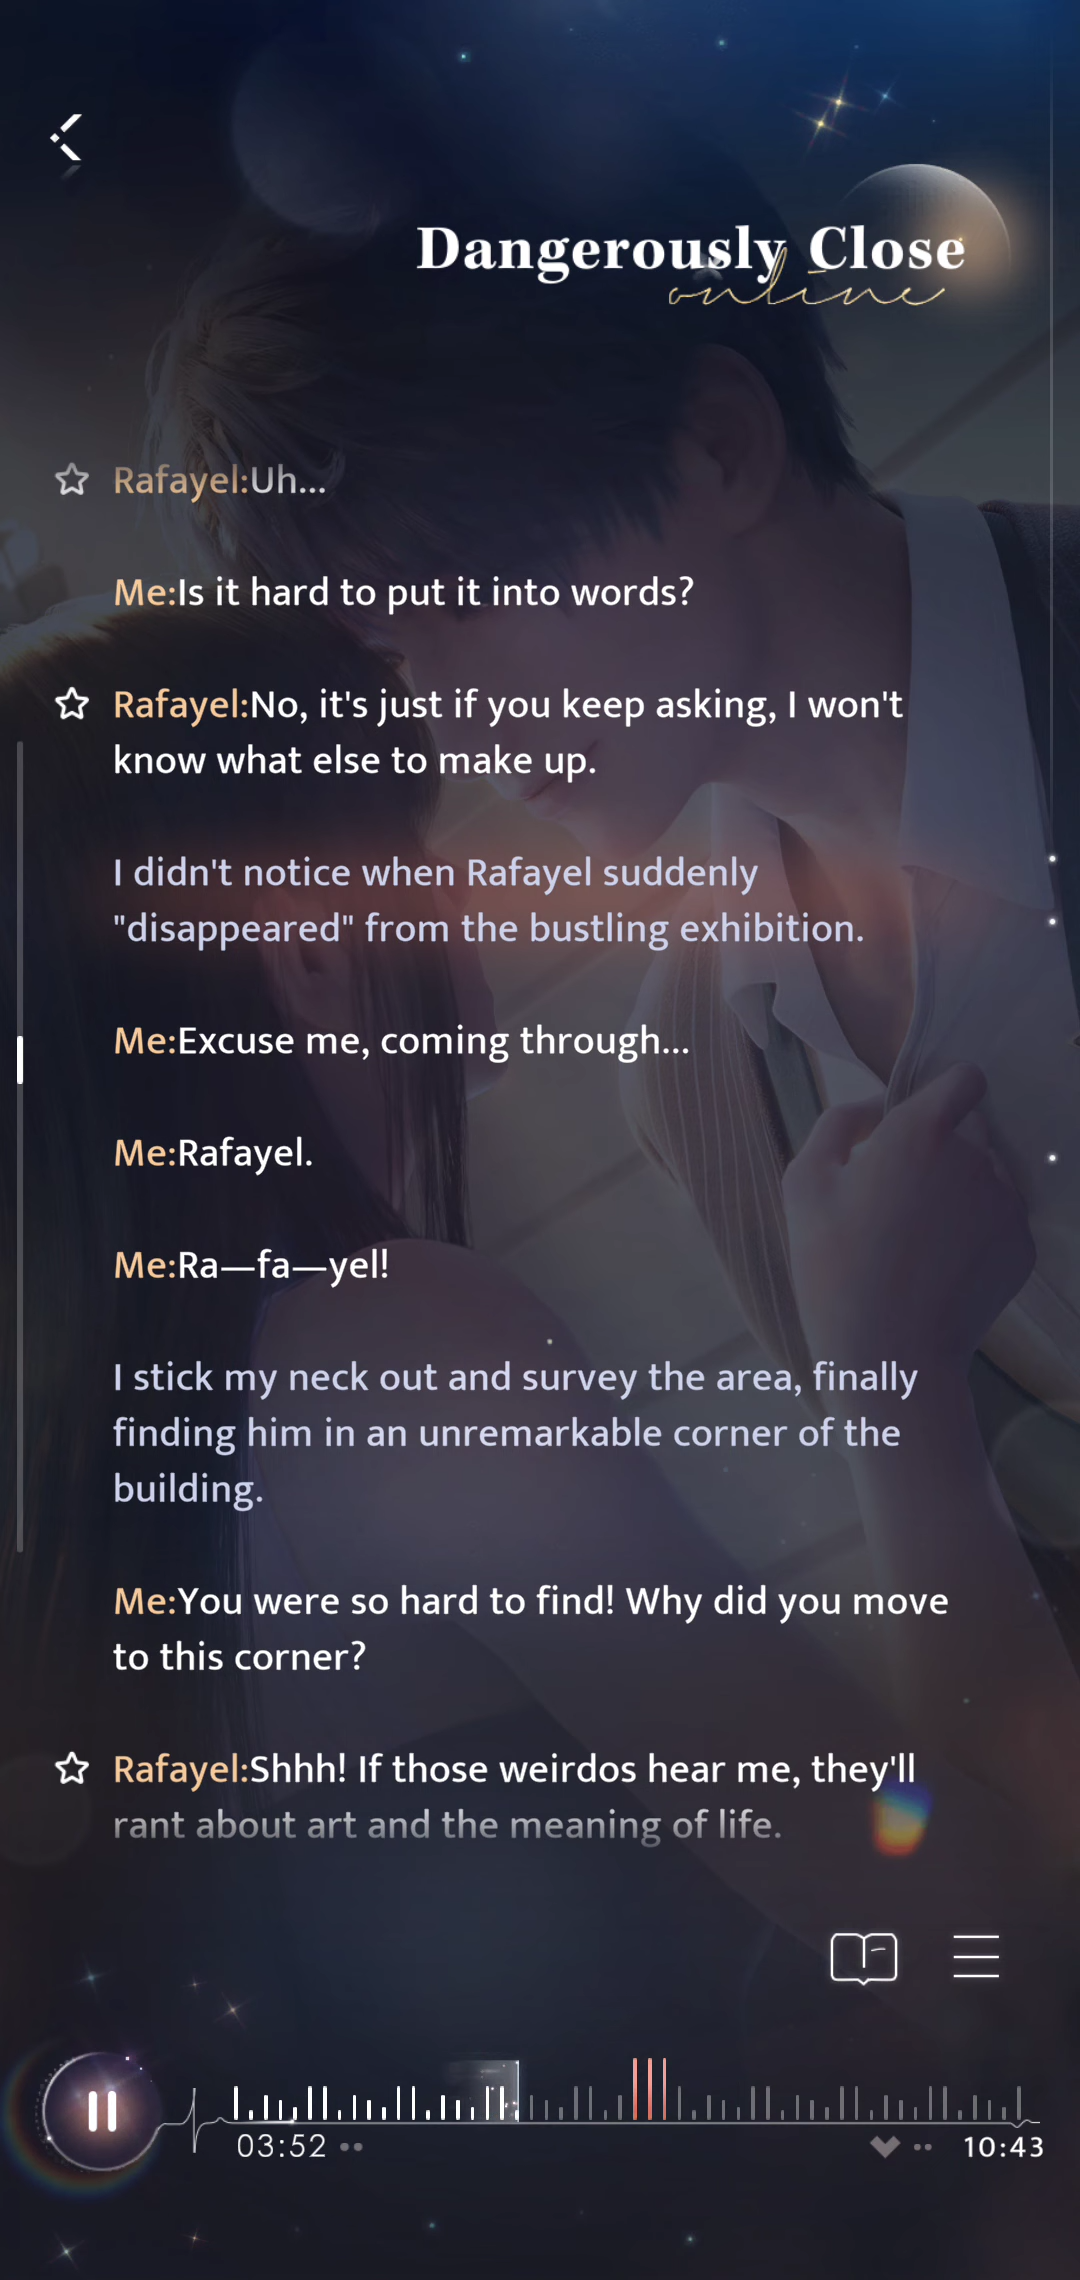 Dangerously Close
online
Rafayel:Uh...
Me:Is it hard to put it into words?
Rafayel:No, it's just if you keep asking, I won't
know what else to make up.
I didn't notice when Rafayel suddenly
"disappeared" from the bustling exhibition.
Me:Excuse me, coming through...
Me:Rafayel.
Me:Ra—fa—yel!
I stick my neck out and survey the area, finally
finding him in an unremarkable corner of the
building.
Me:You were so hard to find! Why did you move
to this corner?
Rafayel:Shhh! If those weirdos hear me, they'll
rant about art and the meaning of life.
03:52
10:43